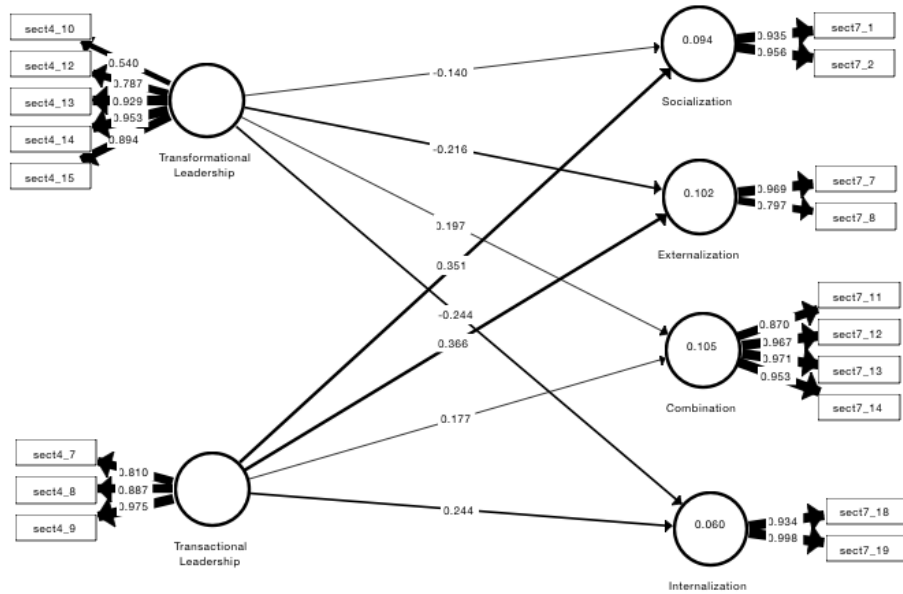 sect4_10
sect4_12
sect4_13
sect4_14
sect4_15
0.540
0.787
0.929
0.953
0.894
Transformational
Leadership
sect4_7
sect4_8
sect4_9
0.810
0.887
0.975
Transactional
Leadership
-0.140
-0.216
0.197
0.351
-0.244
0.366
0.177
0.244
0.094
Socialization
0.935
0.956
sect7_1
sect7_2
0.102
Externalization
0.969
0.797
sect7_7
sect7_8
0.105
Combination
0.870
0.967
0.971
0.953
sect7_11
sect7_12
sect7_13
sect7_14
0.060
Internalization
0.934
0.998
sect7_18
sect7_19